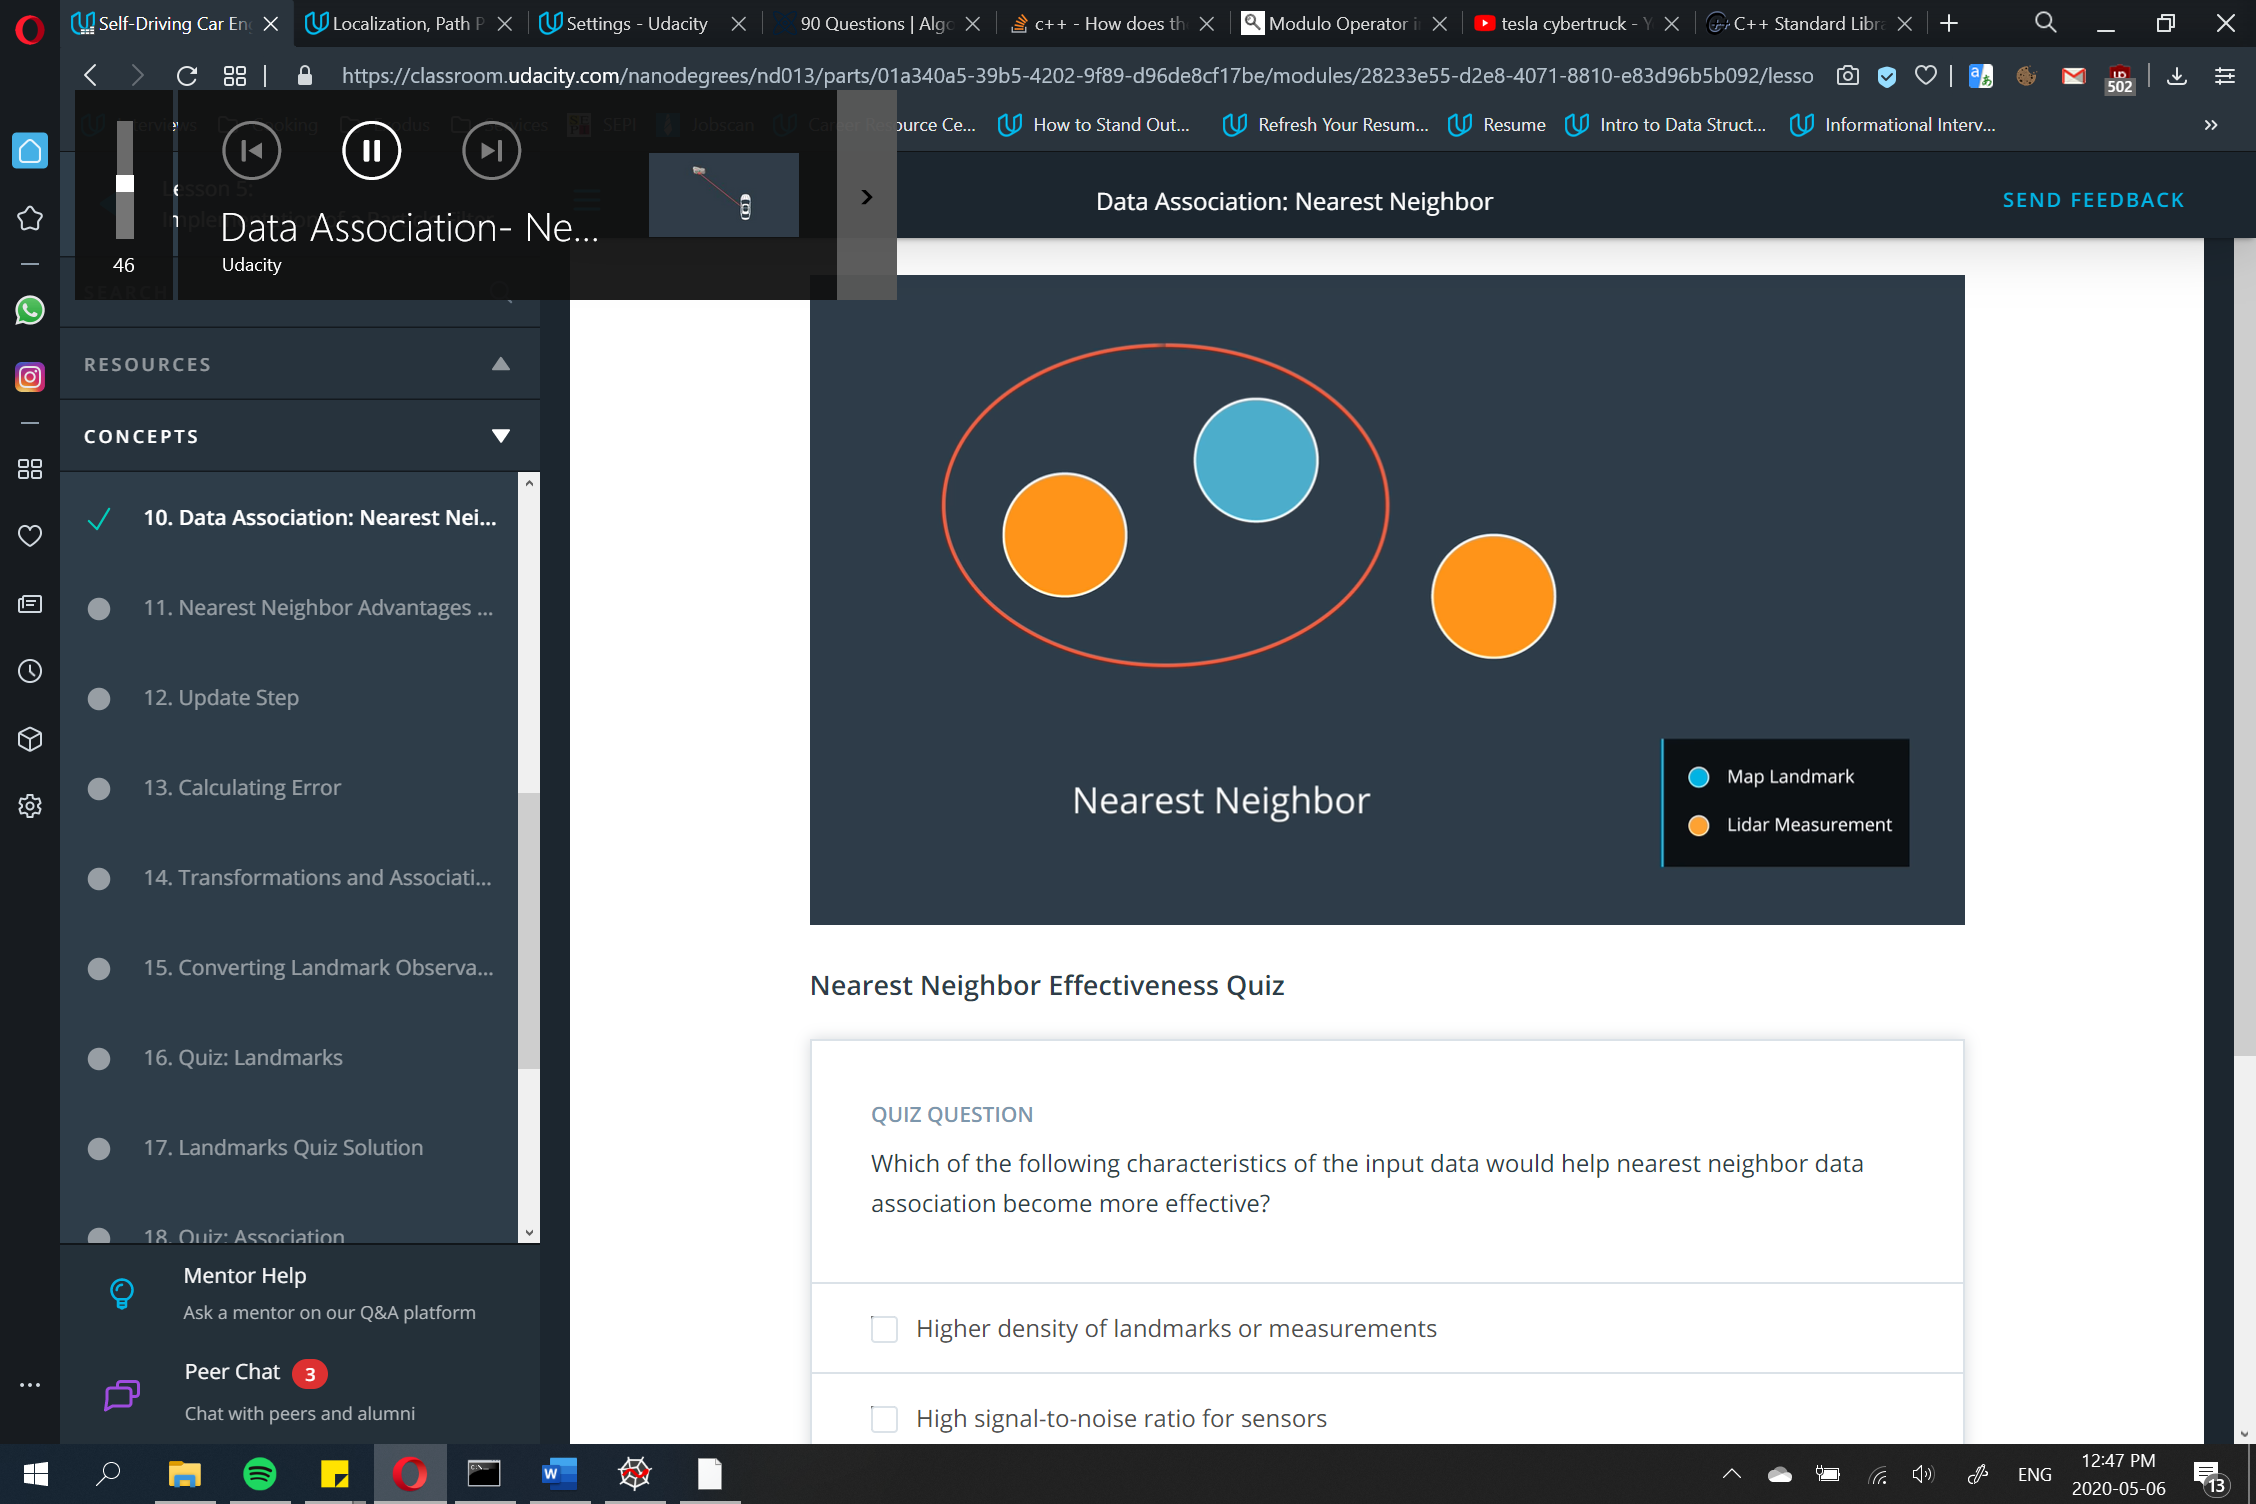 Self-Driving Car En
Localization, Path P
Settings - Udacity
90 Questions | Algo
c++ - How does th
Modulo Operator i
tesla cybertruck - Y
C++ Standard Libra
https://classroom.udacity.com/nanodegrees/nd013/parts/01a340a5-39b5-4202-9f89-d96de8cf17be/modules/28233e55-d2e8-4071-8810-e83d96b5b092/lesso
502
SEPI
Jobscan
ource Ce...
How to Stand Out...
Refresh Your Resum...
Resume
Intro to Data Struct...
Informational Interv...
46
Data Association- Ne...
Udacity
Lesson 5:
Data Association: Nearest Neighbor
SEND FEEDBACK
SEARCH
RESOURCES
CONCEPTS
10. Data Association: Nearest Nei...
11. Nearest Neighbor Advantages ...
12. Update Step
13. Calculating Error
14. Transformations and Associati...
15. Converting Landmark Observa...
16. Quiz: Landmarks
17. Landmarks Quiz Solution
18. Quiz: Association
Mentor Help
Ask a mentor on our Q&A platform
Peer Chat 3
Chat with peers and alumni
Nearest Neighbor
Map Landmark
Lidar Measurement
Nearest Neighbor Effectiveness Quiz
QUIZ QUESTION
Which of the following characteristics of the input data would help nearest neighbor data
association become more effective?
Higher density of landmarks or measurements
High signal-to-noise ratio for sensors
ENG
12:47 PM
2020-05-06
13